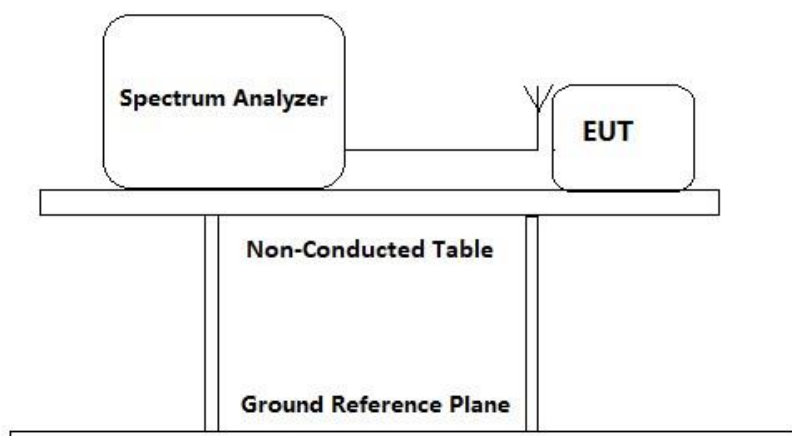 Spectrum Analyzer
EUT
Non-Conducted Table
Ground Reference Plane